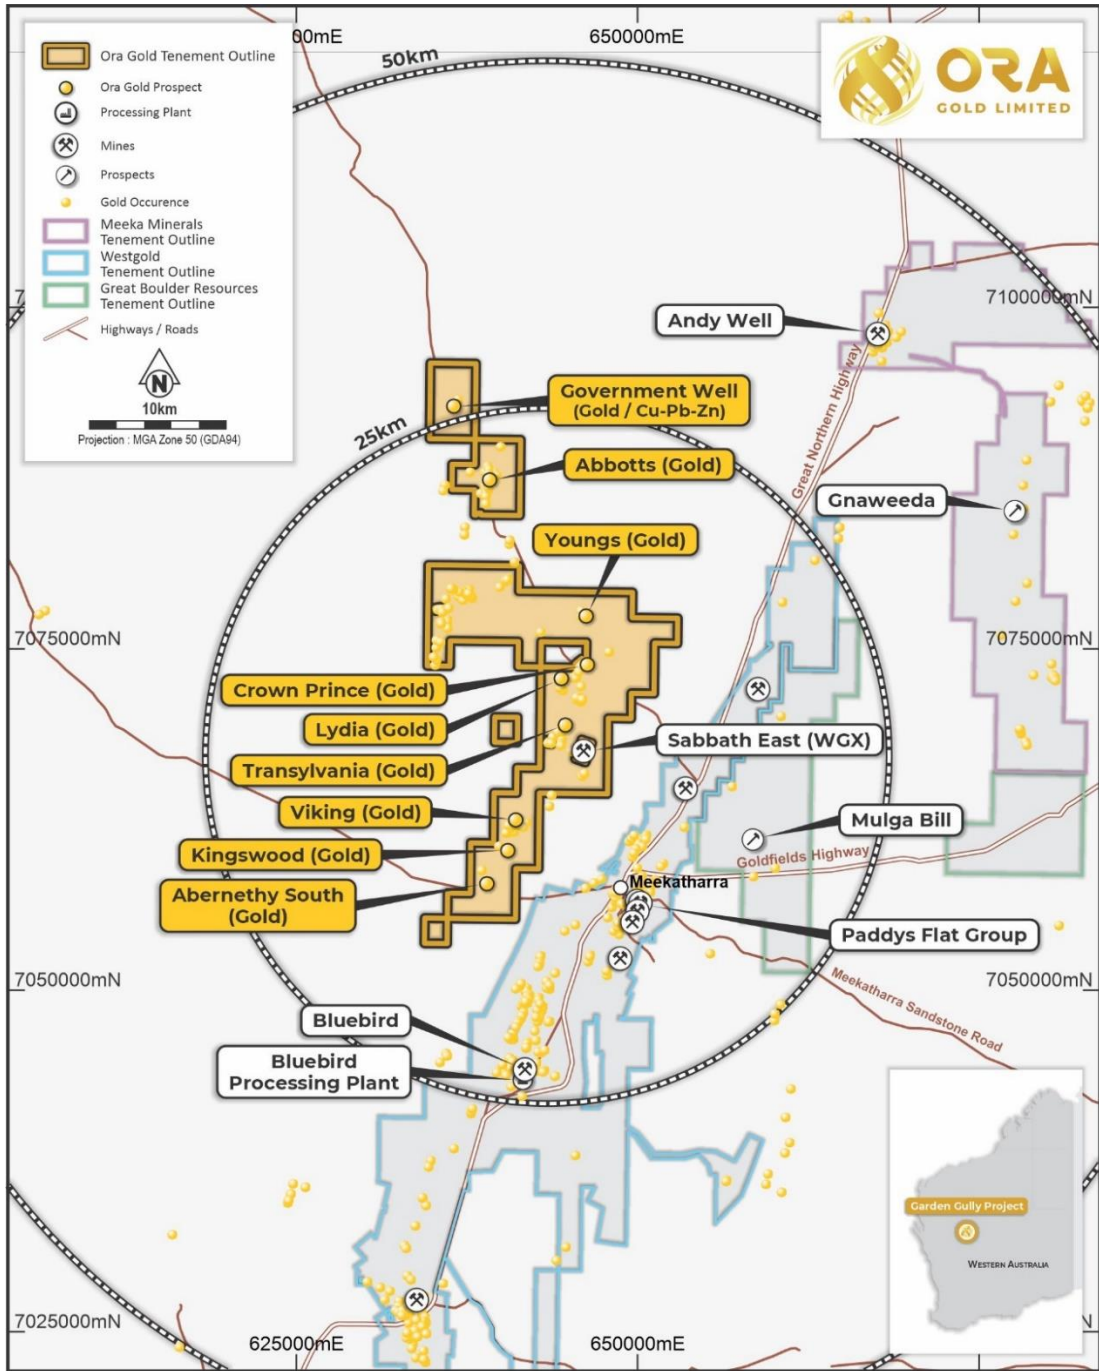 00mE
650000mE
50km
Ora Gold Tenement Outline
Ora Gold Prospect
Processing Plant
Mines
Prospects
Gold Occurence
Meeka Minerals
Tenement Outline
Westgold
Tenement Outline
Great Boulder Resources
Tenement Outline
Highways / Roads
N
10km
Projection : MGA Zone 50 (GDA94)
ORA
GOLD LIMITED
7100000mN
Andy Well
Great Northern Highway
Government Well
(Gold / Cu-Pb-Zn)
25km
Abbotts (Gold)
Gnaweeda
Youngs (Gold)
7075000mN
7075000mN
Crown Prince (Gold)
Lydia (Gold)
Sabbath East (WGX)
Transylvania (Gold)
Viking (Gold)
Mulga Bill
Kingswood (Gold)
Goldfields Highway
Abernethy South
(Gold)
Meekatharra
Paddys Flat Group
7050000mN
7050000mN
Meekatharra Sandstone Road
Bluebird
Bluebird
Processing Plant
Garden Gully Project
WESTERN AUSTRALIA
7025000mN
625000mE
650000mE